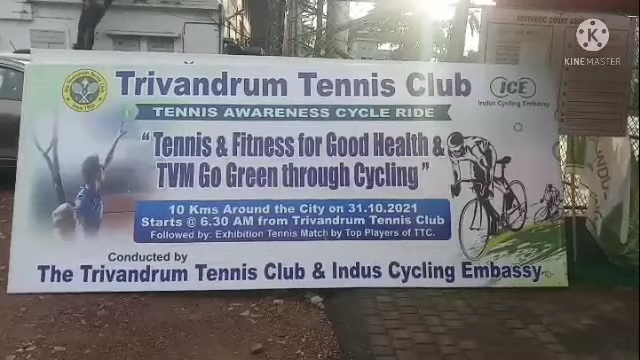 KINEMASTER
Trivandrum Tennis Club
ICE
Indus Cycling Embassy
TENNIS AWARENESS CYCLE RIDE
" Tennis & Fitness for Good Health &
TVM Go Green through Cycling "
10 Kms Around the City on 31.10.2021
Starts @ 6.30 AM from Trivandrum Tennis Club
Followed by: Exhibition Tennis Match by Top Players of TTC.
Conducted by
The Trivandrum Tennis Club & Indus Cycling Embassy